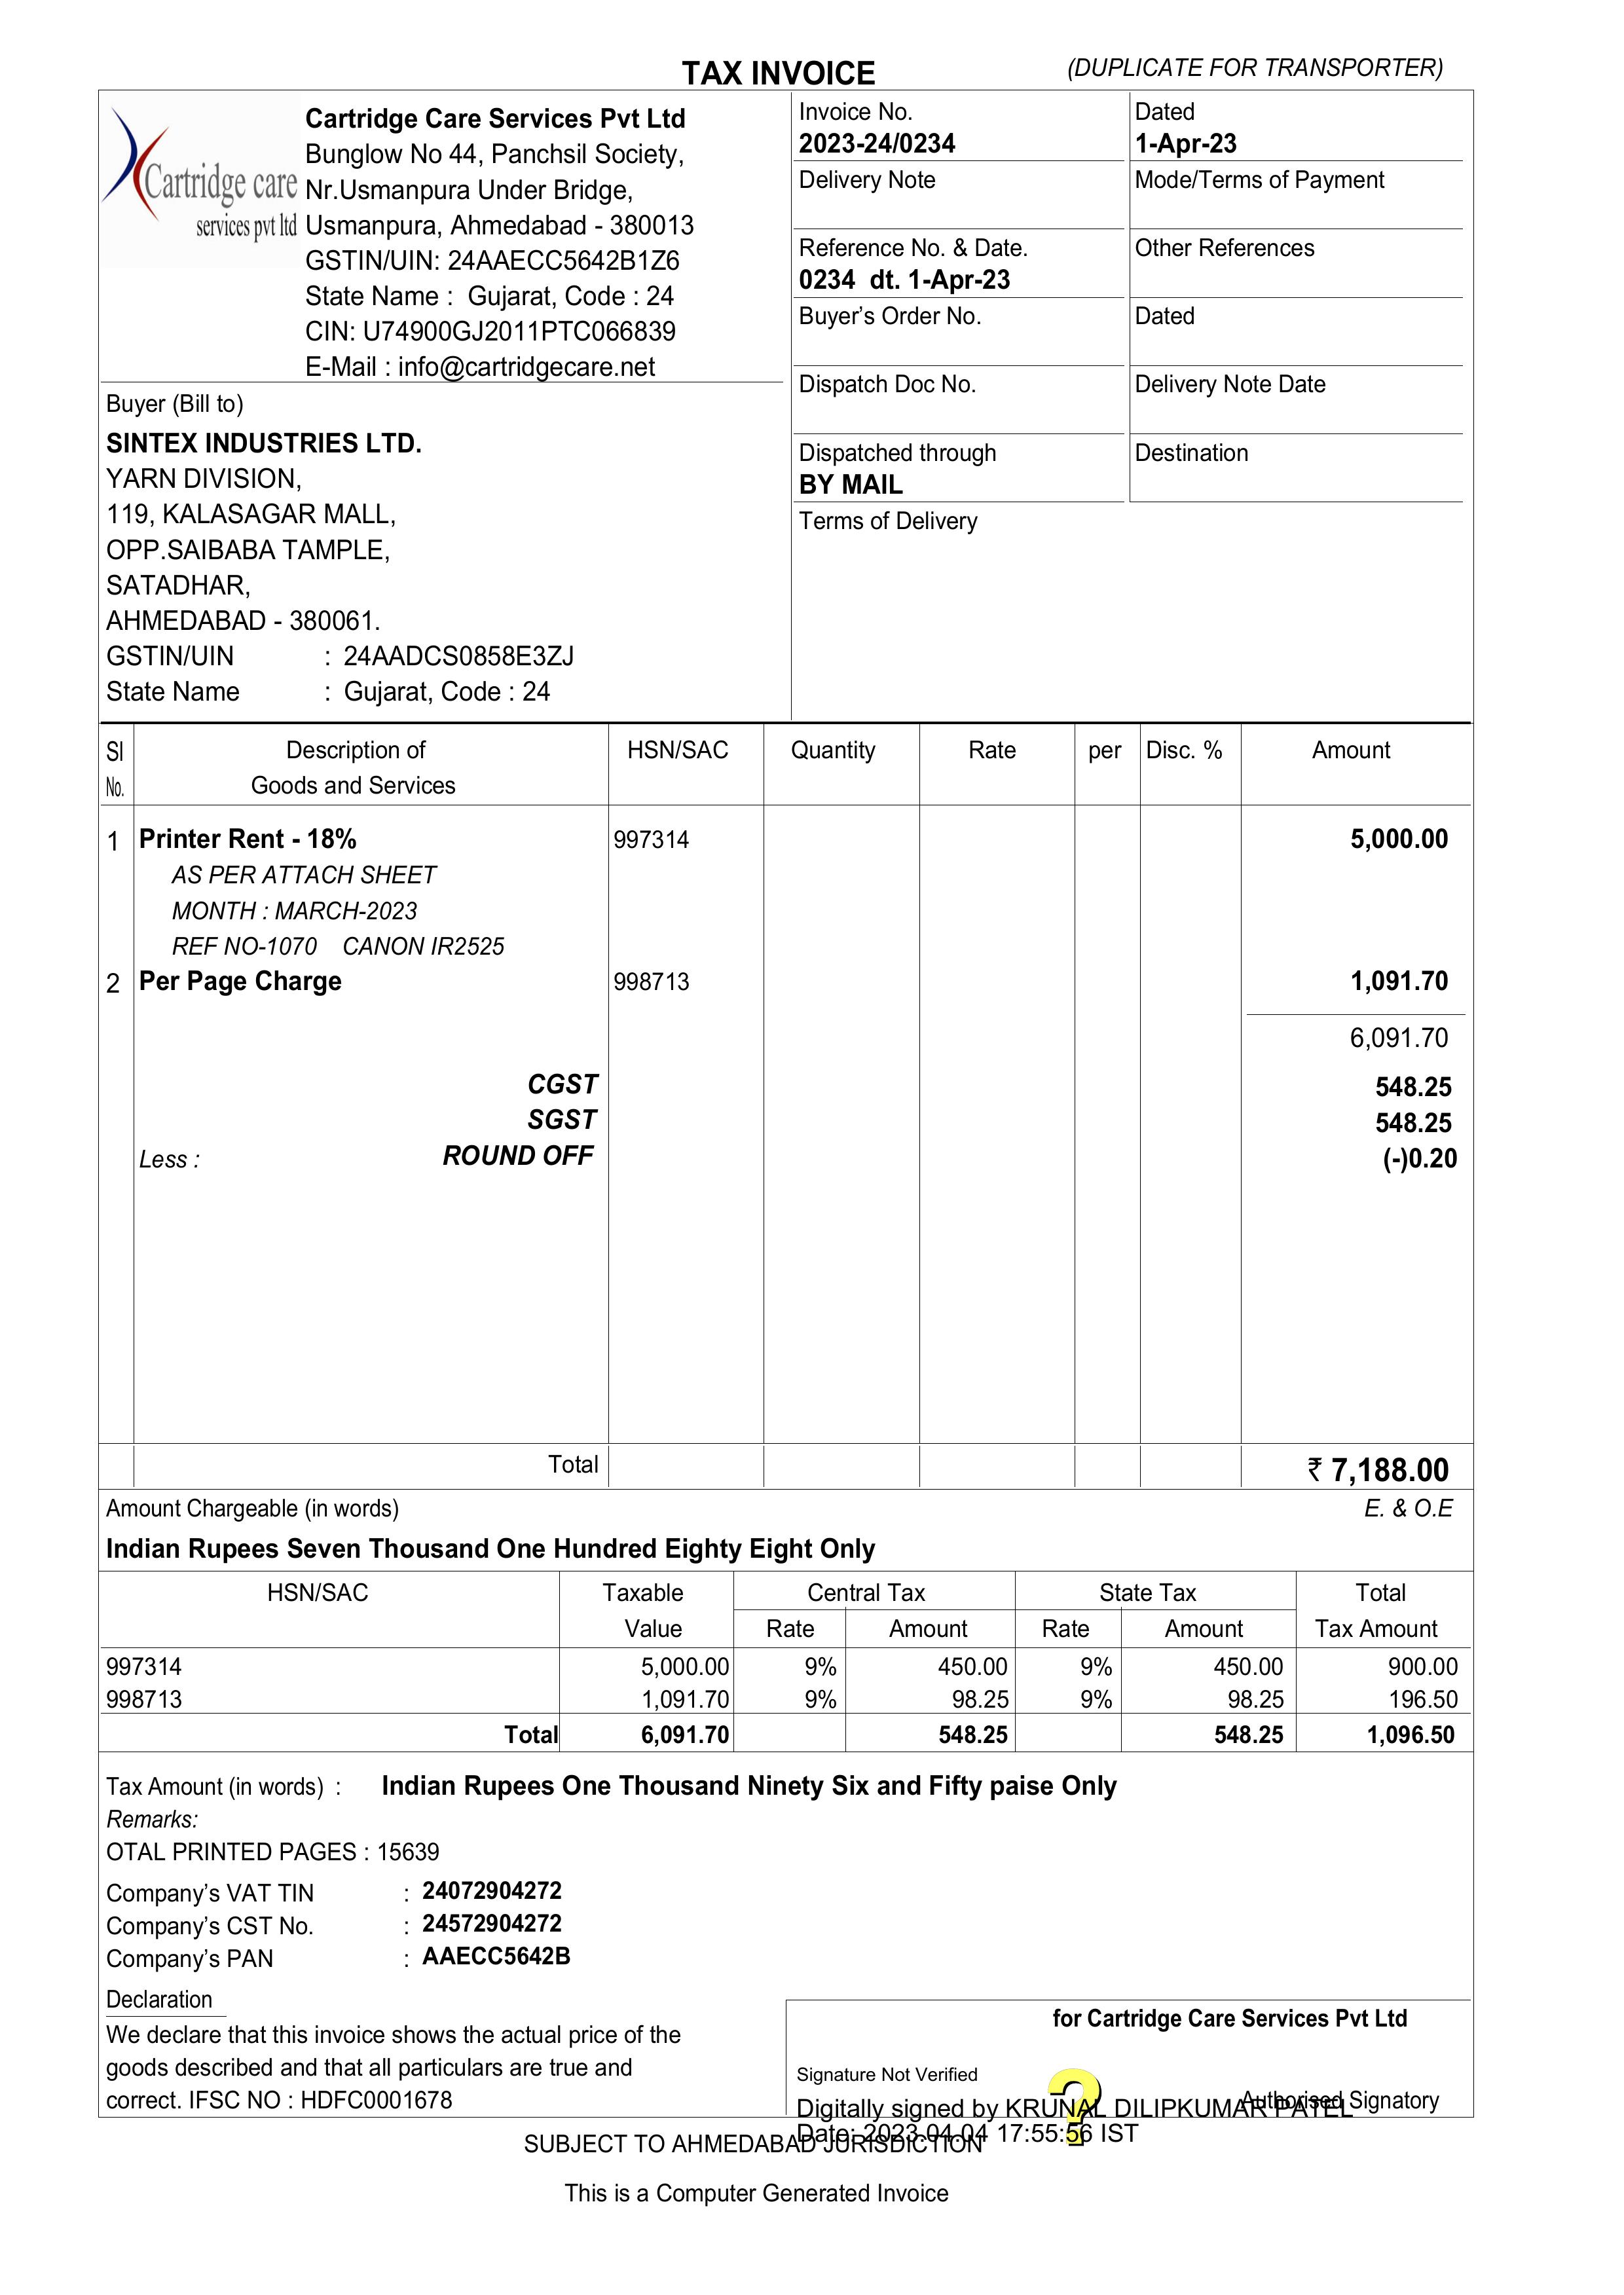 TAX INVOICE
(DUPLICATE FOR TRANSPORTER)
Cartridge care
services pvt ltd
Cartridge Care Services Pvt Ltd
Bunglow No 44, Panchsil Society,
Nr.Usmanpura Under Bridge,
Usmanpura, Ahmedabad - 380013
GSTIN/UIN: 24AAECC5642B1Z6
State Name : Gujarat, Code : 24
CIN: U74900GJ2011PTC066839
E-Mail : info@cartridgecare.net
Invoice No.
2023-24/0234
Dated
1-Apr-23
Delivery Note
Mode/Terms of Payment
Reference No. & Date.
0234 dt. 1-Apr-23
Other References
Buyer’s Order No.
Dated
Dispatch Doc No.
Delivery Note Date
Dispatched through
BY MAIL
Destination
Terms of Delivery
Buyer (Bill to)
SINTEX INDUSTRIES LTD.
YARN DIVISION,
119, KALASAGAR MALL,
OPP.SAIBABA TAMPLE,
SATADHAR,
AHMEDABAD - 380061.
GSTIN/UIN : 24AADCS0858E3ZJ
State Name : Gujarat, Code : 24
Sl No. Description of Goods and Services HSN/SAC Quantity Rate per Disc. % Amount
1 Printer Rent - 18% 997314 5,000.00
AS PER ATTACH SHEET
MONTH : MARCH-2023
REF NO-1070 CANON IR2525
2 Per Page Charge 998713 1,091.70
6,091.70
CGST 548.25
SGST 548.25
Less : ROUND OFF (-)0.20
Total ₹ 7,188.00
Amount Chargeable (in words) E. & O.E
Indian Rupees Seven Thousand One Hundred Eighty Eight Only
HSN/SAC Taxable Value Central Tax State Tax Total Tax Amount
Rate Amount Rate Amount
997314 5,000.00 9% 450.00 9% 450.00 900.00
998713 1,091.70 9% 98.25 9% 98.25 196.50
Total 6,091.70 548.25 548.25 1,096.50
Tax Amount (in words) : Indian Rupees One Thousand Ninety Six and Fifty paise Only
Remarks:
OTAL PRINTED PAGES : 15639
Company’s VAT TIN : 24072904272
Company’s CST No. : 24572904272
Company’s PAN : AAECC5642B
Declaration
We declare that this invoice shows the actual price of the
goods described and that all particulars are true and
correct. IFSC NO : HDFC0001678
for Cartridge Care Services Pvt Ltd
Signature Not Verified
?
Digitally signed by KRUNAL DILIPKUMAR PATEL
Date: 2023.04.04 17:55:56 IST
Authorised Signatory
SUBJECT TO AHMEDABAD JURISDICTION
This is a Computer Generated Invoice